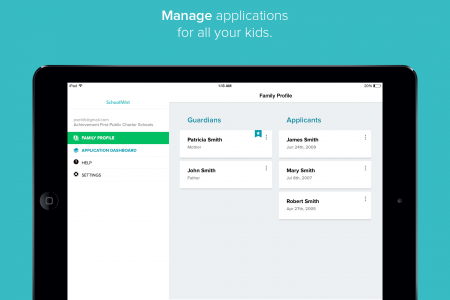 Manage applications
for all your kids.
iPad
1:15 AM
20%
SchoolMint
Family Profile
psmith@gmail.com
Achievement First Public Charter Schools
FAMILY PROFILE
APPLICATION DASHBOARD
HELP
SETTINGS
Guardians
Patricia Smith
Mother
John Smith
Father
Applicants
James Smith
Jun 24th, 2009
Mary Smith
Jul 8th, 2007
Robert Smith
Apr 27th, 2005